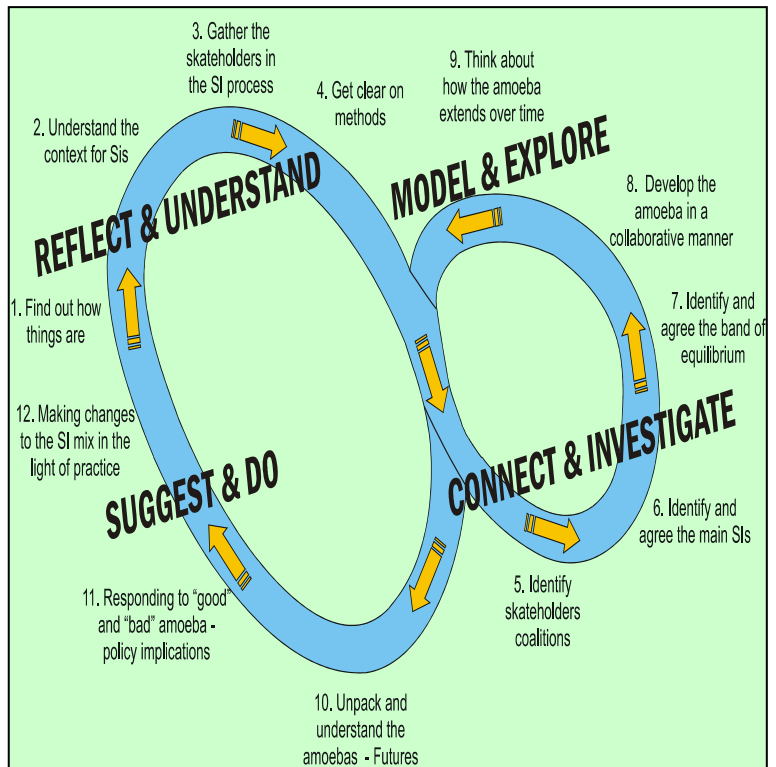 3. Gather the
skateholders in
the SI process
4. Get clear on
methods
9. Think about
how the amoeba
extends over time
2. Understand the
context for Sis
REFLECT & UNDERSTAND
MODEL & EXPLORE
8. Develop the
amoeba in a
collaborative manner
1. Find out how
things are
7. Identify and
agree the band of
equilibrium
12. Making changes
to the SI mix in the
light of practice
SUGGEST & DO
CONNECT & INVESTIGATE
6. Identify and
agree the main SIs
5. Identify
skateholders
coalitions
11. Responding to “good”
and “bad” amoeba -
policy implications
10. Unpack and
understand the
amoebas - Futures